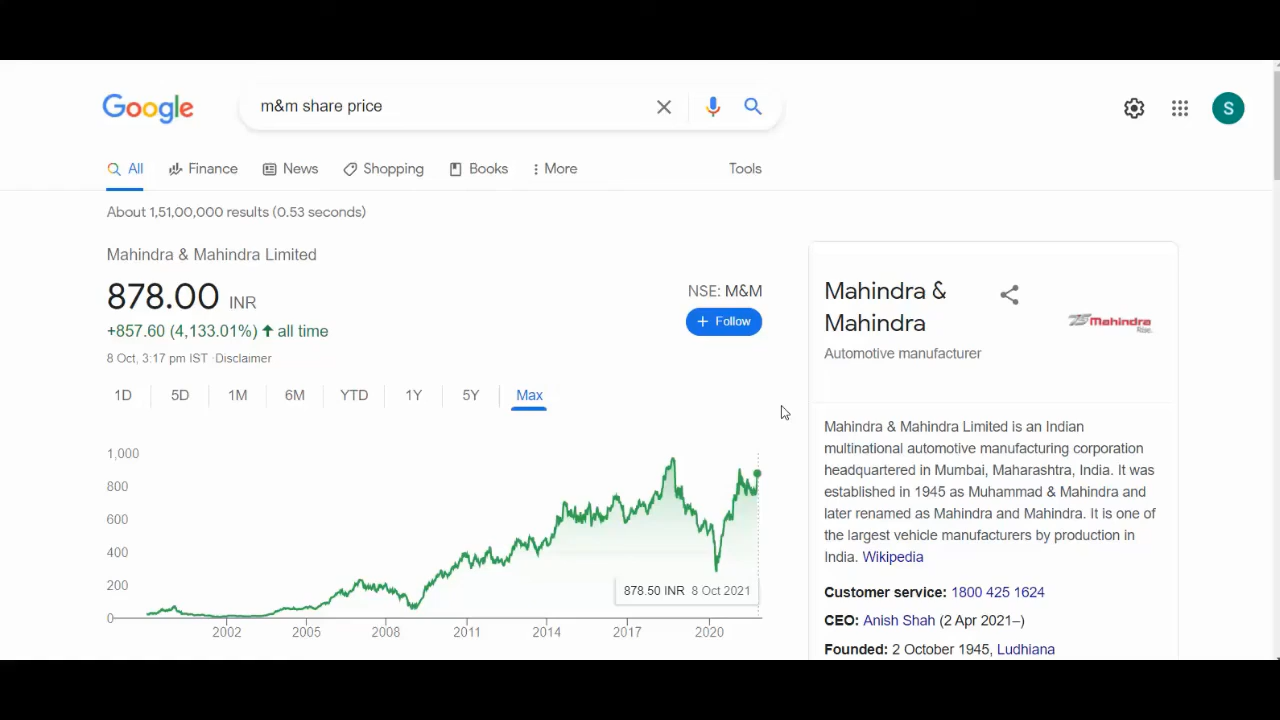 Google
m&m share price
S
All Finance News Shopping Books More Tools
About 1,51,00,000 results (0.53 seconds)
Mahindra & Mahindra Limited
878.00 INR
+857.60 (4,133.01%) ↑ all time
8 Oct, 3:17 pm IST · Disclaimer
NSE: M&M
+ Follow
1D 5D 1M 6M YTD 1Y 5Y Max
1,000
800
600
400
200
0
878.50 INR 8 Oct 2021
2002 2005 2008 2011 2014 2017 2020
Mahindra &
Mahindra
75 Mahindra
Rise.
Automotive manufacturer
Mahindra & Mahindra Limited is an Indian
multinational automotive manufacturing corporation
headquartered in Mumbai, Maharashtra, India. It was
established in 1945 as Muhammad & Mahindra and
later renamed as Mahindra and Mahindra. It is one of
the largest vehicle manufacturers by production in
India. Wikipedia
Customer service: 1800 425 1624
CEO: Anish Shah (2 Apr 2021–)
Founded: 2 October 1945, Ludhiana